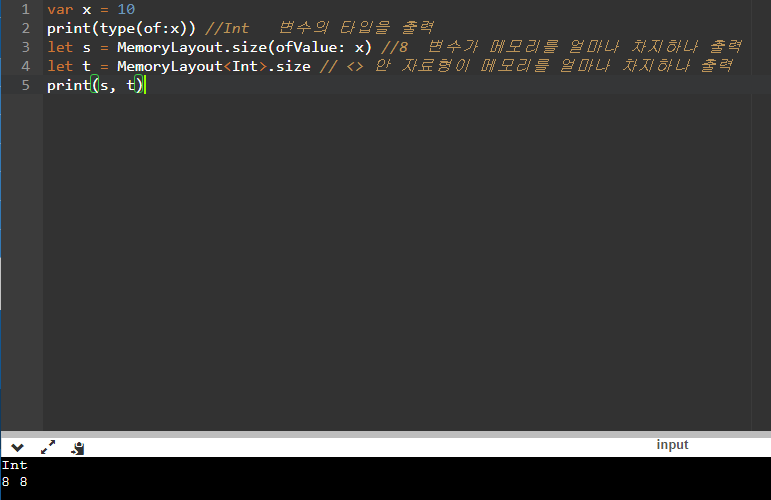 1 var x = 10
2 print(type(of:x)) //Int 변수의 타입을 출력
3 let s = MemoryLayout.size(ofValue: x) //8 변수가 메모리를 얼마나 차지하나 출력
4 let t = MemoryLayout<Int>.size // <> 안 자료형이 메모리를 얼마나 차지하나 출력
5 print(s, t)
input
Int
8 8